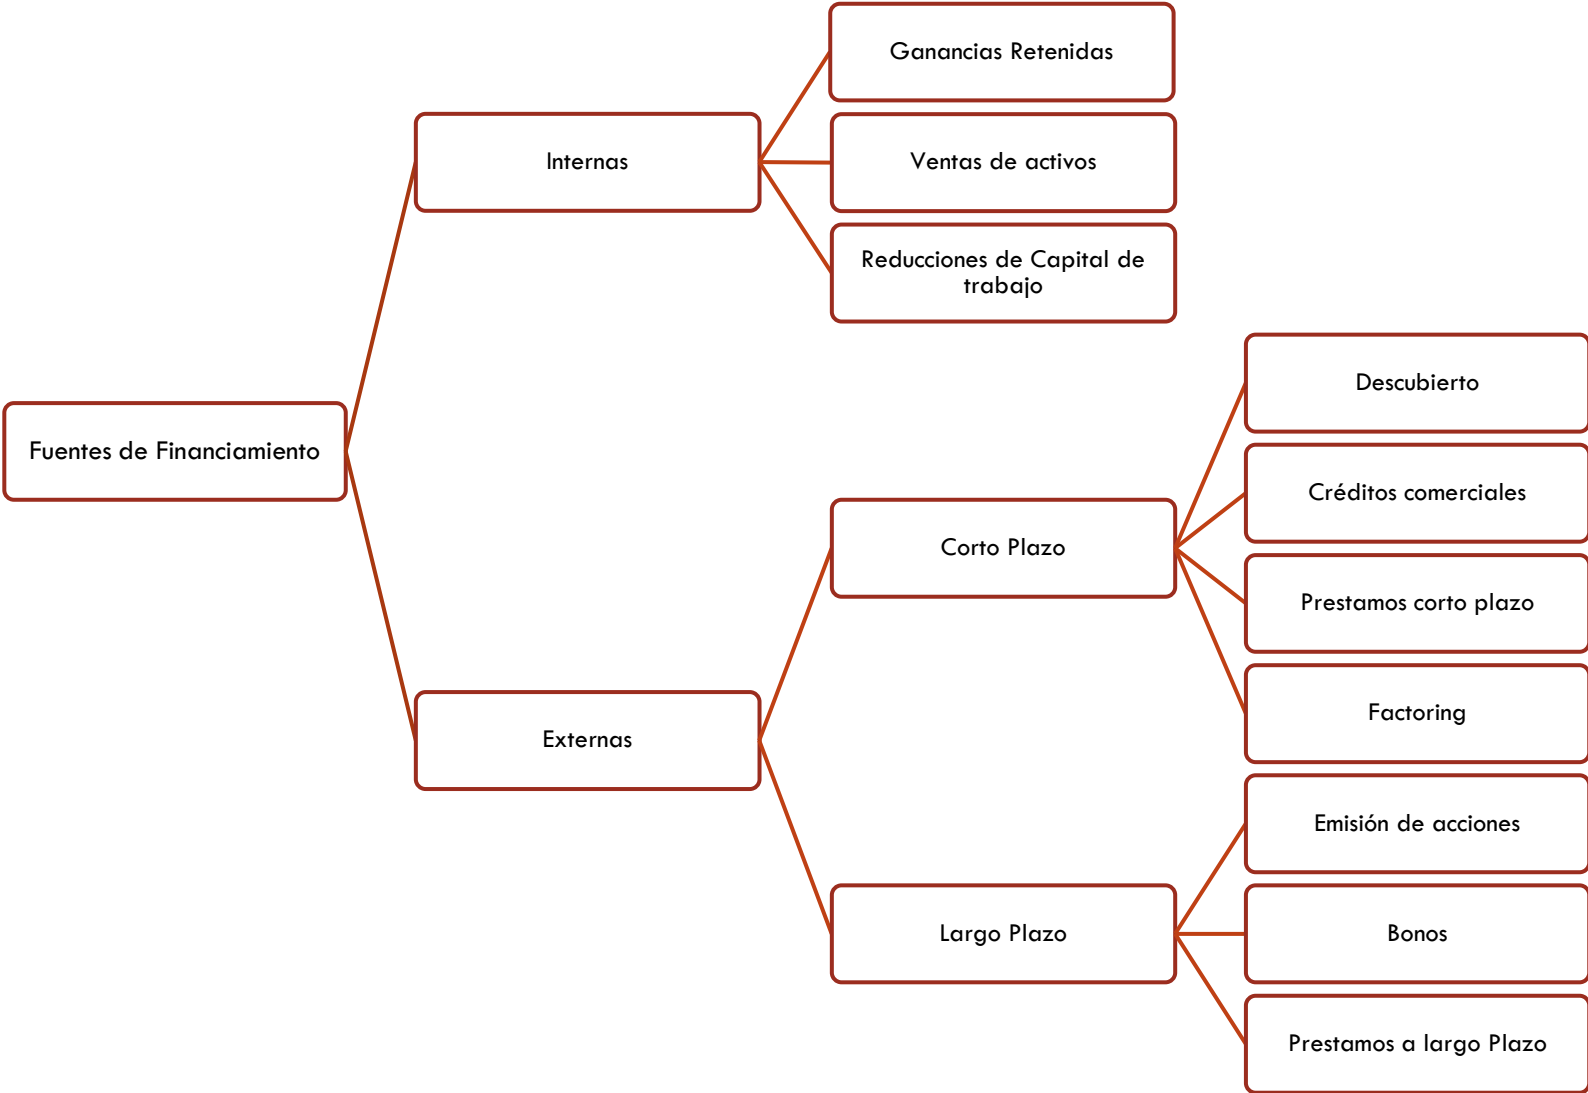 Ganancias Retenidas
Internas
Ventas de activos
Reducciones de Capital de
trabajo
Fuentes de Financiamiento
Descubierto
Créditos comerciales
Corto Plazo
Prestamos corto plazo
Factoring
Externas
Emisión de acciones
Largo Plazo
Bonos
Prestamos a largo Plazo